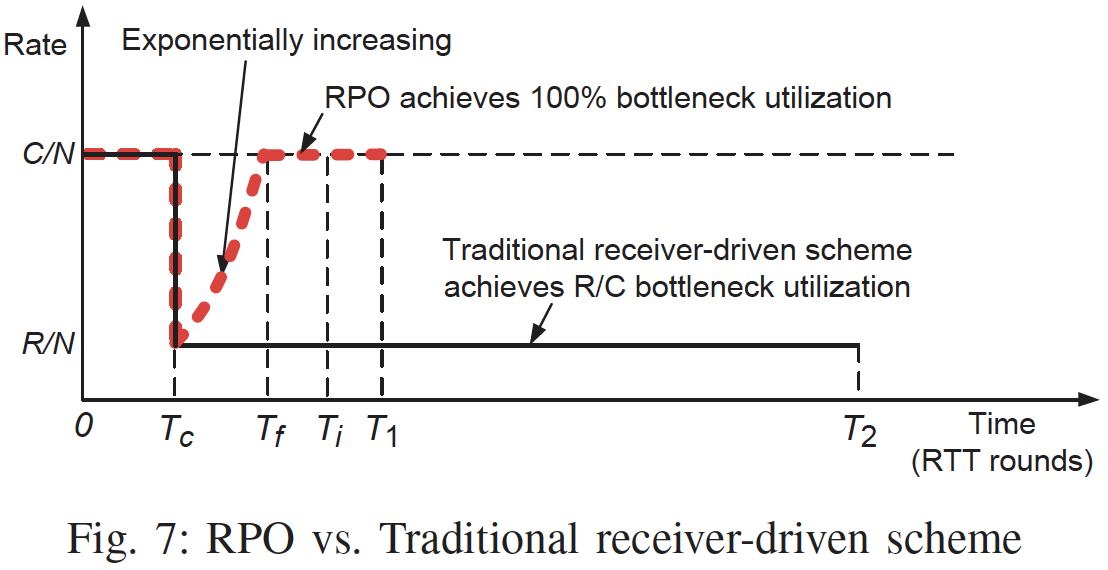 Rate
Exponentially increasing
RPO achieves 100% bottleneck utilization
C/N
Traditional receiver-driven scheme
achieves R/C bottleneck utilization
R/N
0
Tc
Tf
Ti
T1
T2
Time
(RTT rounds)
Fig. 7: RPO vs. Traditional receiver-driven scheme